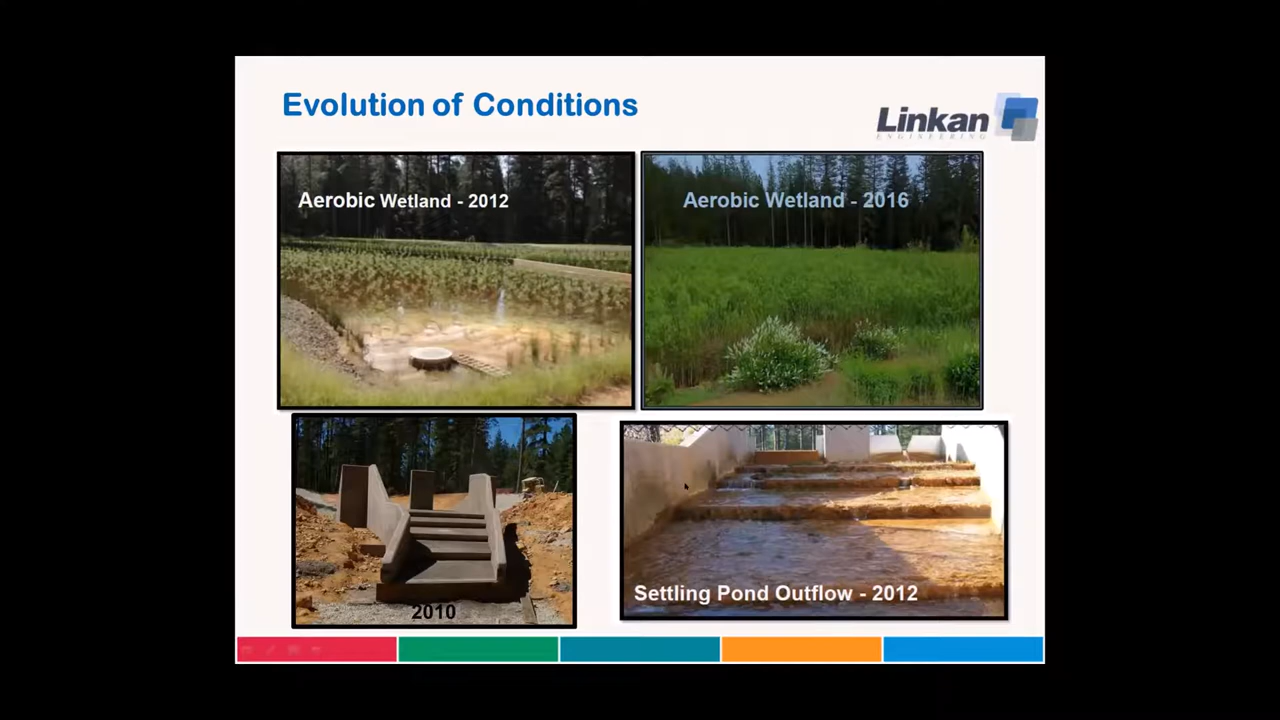 Evolution of Conditions
Linkan
ENGINEERING
Aerobic Wetland - 2012
Aerobic Wetland - 2016
2010
Settling Pond Outflow - 2012